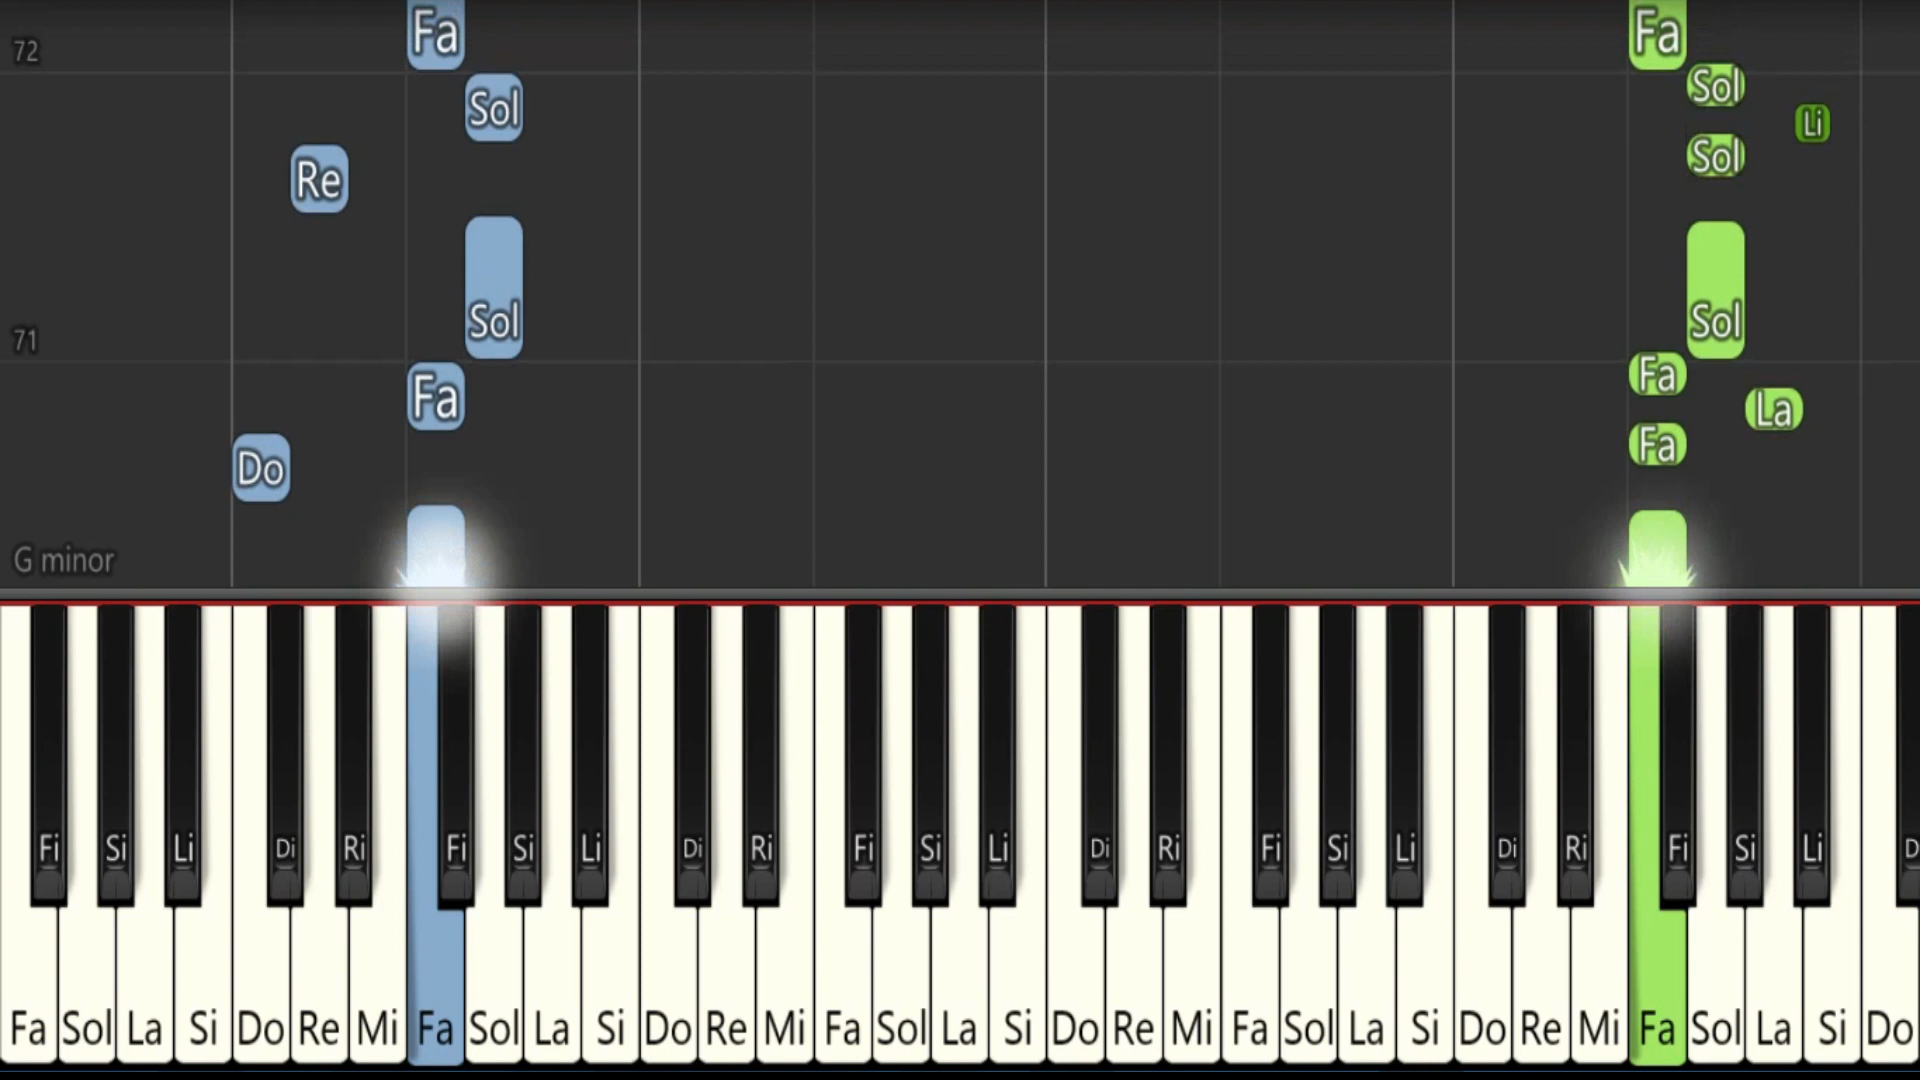 72
Fa
Fa
Sol
Sol
Li
Re
Sol
71
Sol
Sol
Fa
Fa
La
Do
Fa
G minor
Fi Si Li Di Ri Fi Si Li Di Ri Fi Si Li Di Ri Fi Si Li Di Ri Fi Si Li D
Fa Sol La Si Do Re Mi Fa Sol La Si Do Re Mi Fa Sol La Si Do Re Mi Fa Sol La Si Do Re Mi Fa Sol La Si Do